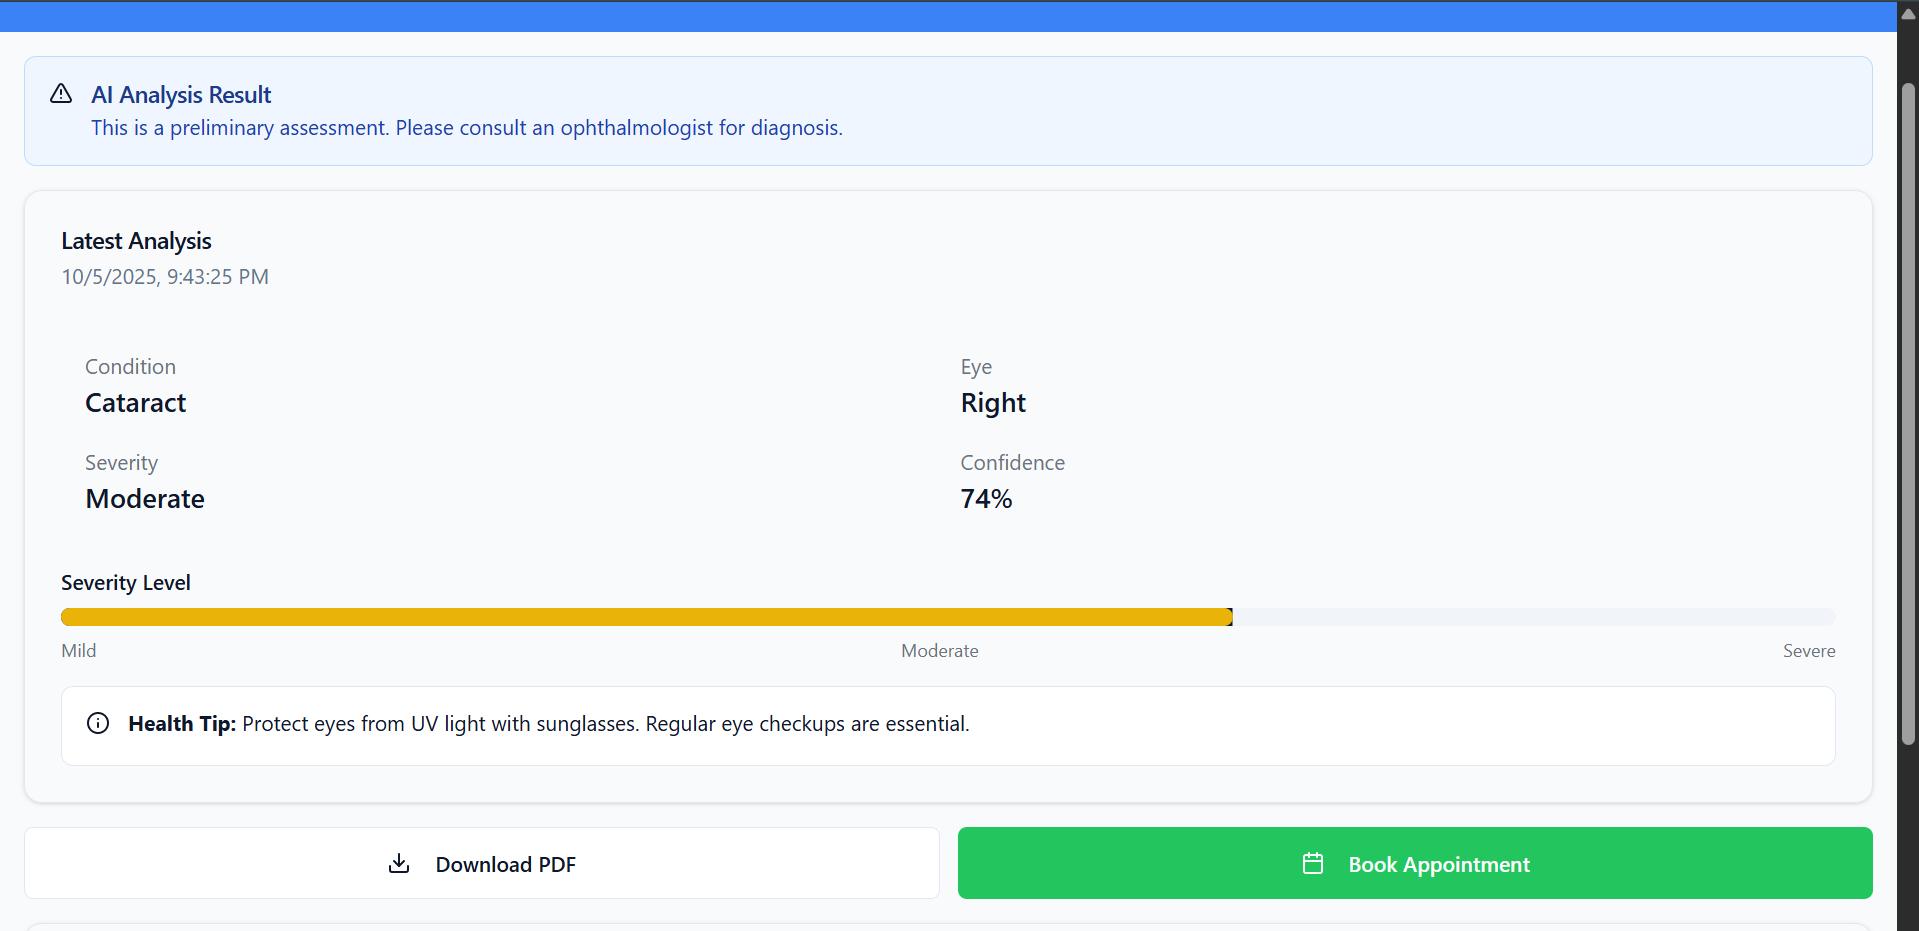 AI Analysis Result
This is a preliminary assessment. Please consult an ophthalmologist for diagnosis.
Latest Analysis
10/5/2025, 9:43:25 PM
Condition
Cataract
Eye
Right
Severity
Moderate
Confidence
74%
Severity Level
Mild
Moderate
Severe
Health Tip: Protect eyes from UV light with sunglasses. Regular eye checkups are essential.
Download PDF
Book Appointment